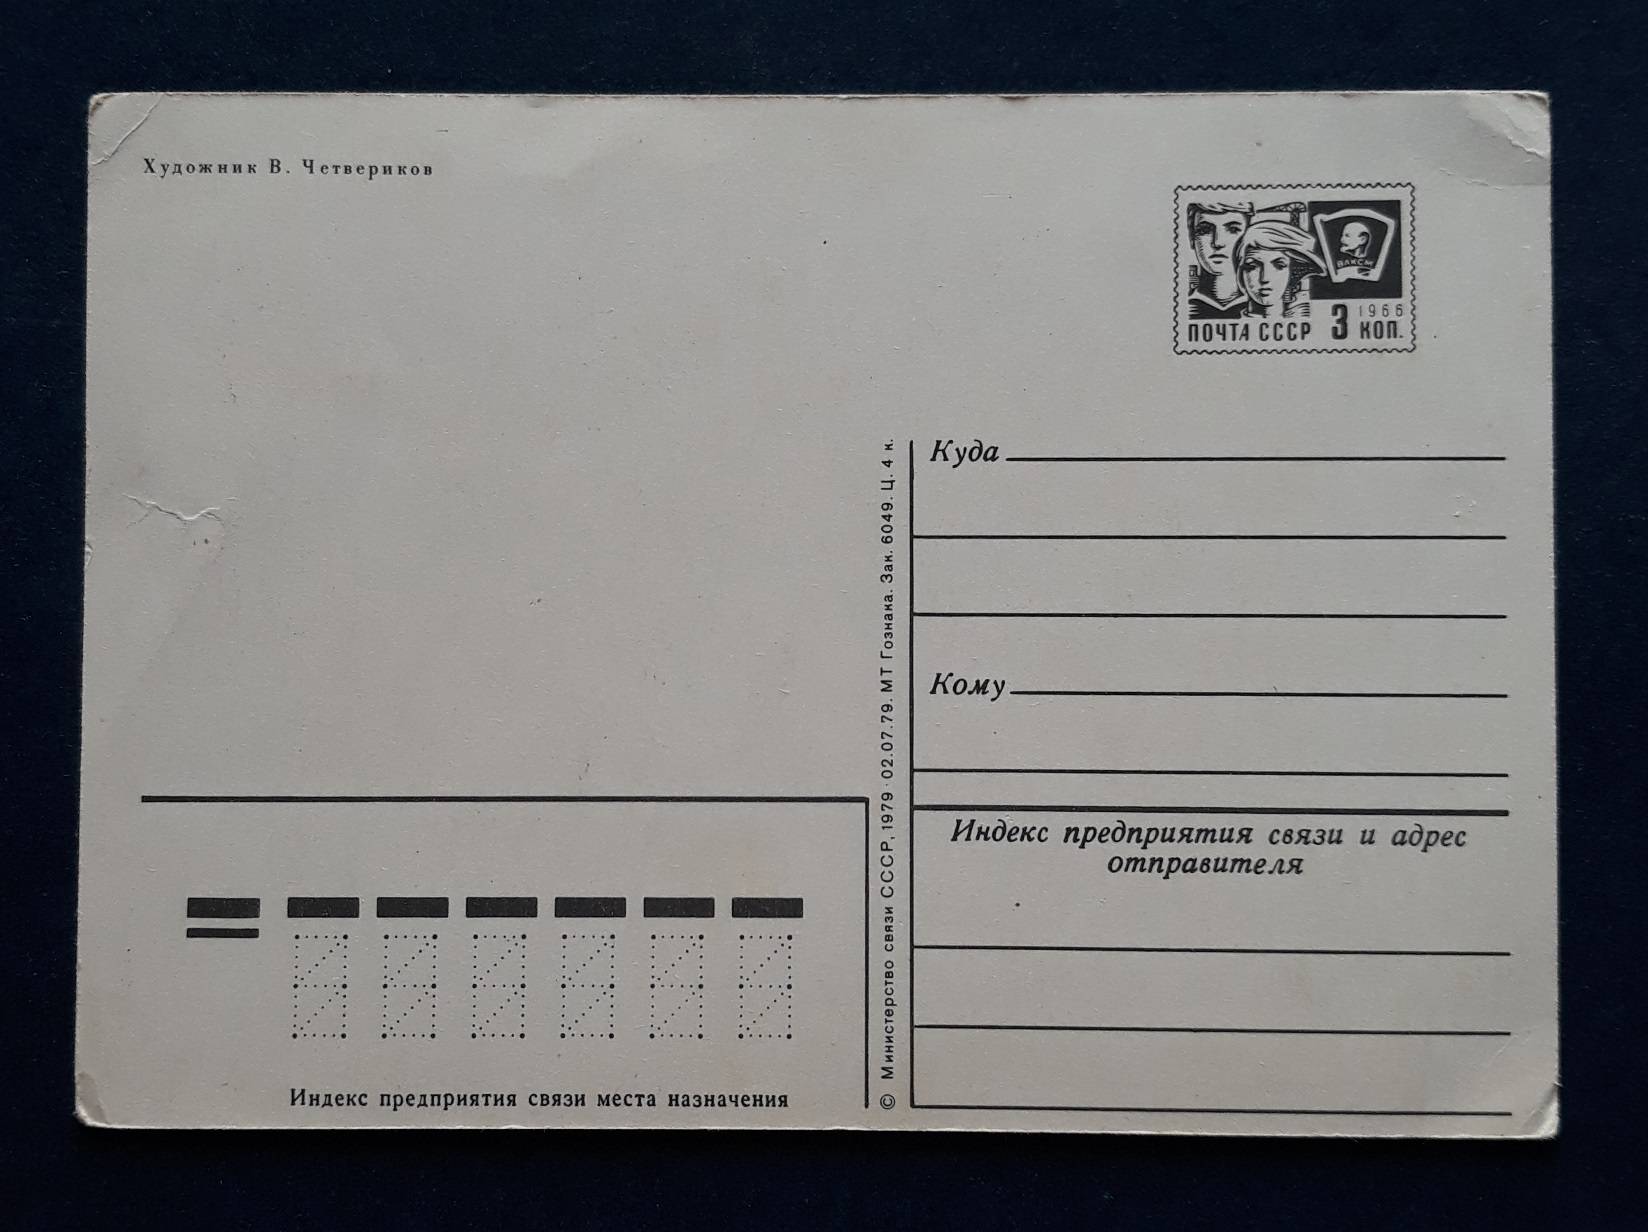 Художник В. Четвериков
ВЛКСМ
1966
ПОЧТА СССР 3 КОП.
Куда
Кому
Индекс предприятия связи и адрес
отправителя
© Министерство связи СССР, 1979 · 02.07.79. МТ Гознака. Зак. 6049. Ц. 4 к.
Индекс предприятия связи места назначения